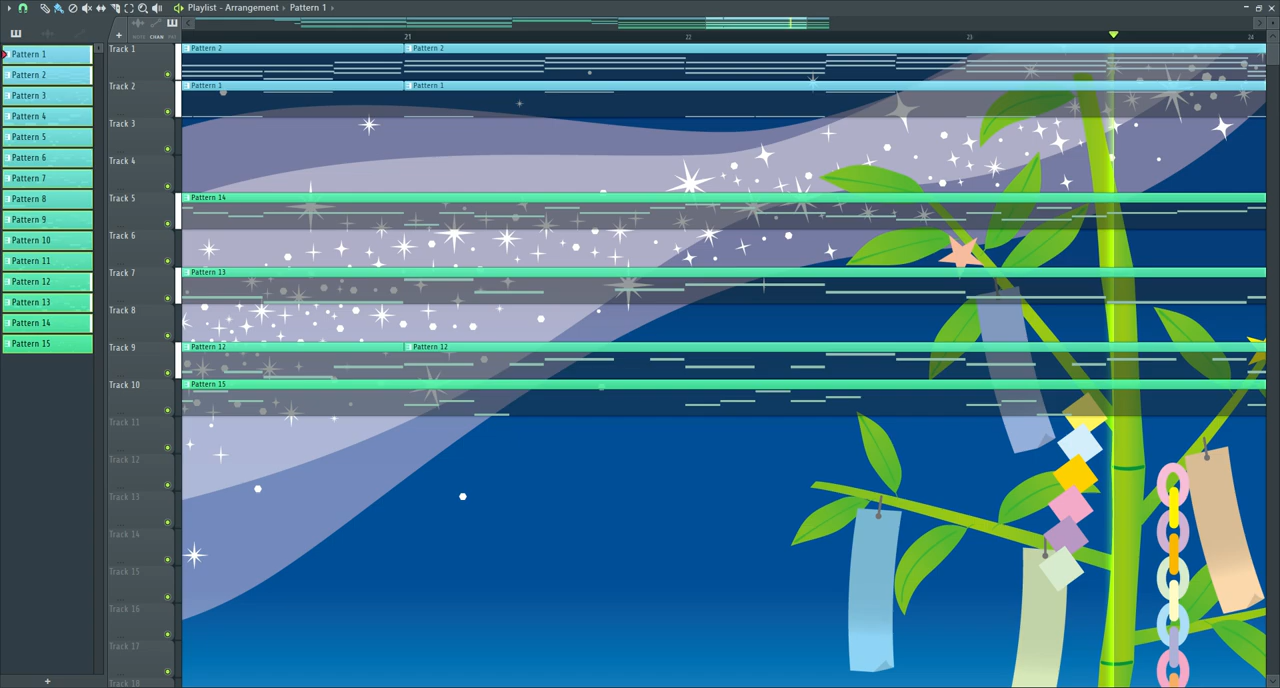 Playlist - Arrangement › Pattern 1 ›
NOTE CHAN PAT
21
22
23
24
Pattern 1
Pattern 2
Pattern 3
Pattern 4
Pattern 5
Pattern 6
Pattern 7
Pattern 8
Pattern 9
Pattern 10
Pattern 11
Pattern 12
Pattern 13
Pattern 14
Pattern 15
Track 1
Pattern 2
Pattern 2
Track 2
Pattern 1
Pattern 1
Track 3
Track 4
Track 5
Pattern 14
Track 6
Track 7
Pattern 13
Track 8
Track 9
Pattern 12
Pattern 12
Track 10
Pattern 15
Track 11
Track 12
Track 13
Track 14
Track 15
Track 16
Track 17
Track 18